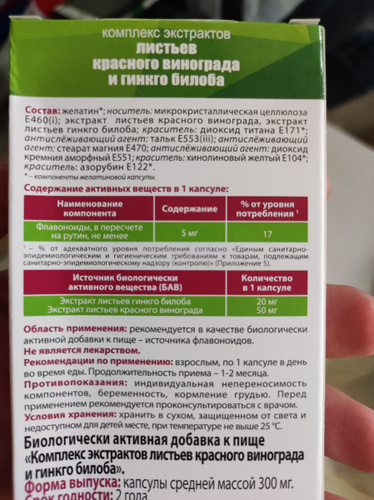 комплекс экстрактов
листьев
красного винограда
и гинкго билоба
Состав: желатин*; носитель: микрокристаллическая целлюлоза
Е460(i); экстракт листьев красного винограда, экстракт
листьев гинкго билоба; краситель: диоксид титана Е171*;
антислёживающий агент: тальк Е553(iii); антислёживающий
агент: стеарат магния Е470; антислёживающий агент: диоксид
кремния аморфный Е551; краситель: хинолиновый желтый Е104*;
краситель: азорубин Е122*.
* – компоненты желатиновой капсулы.
Содержание активных веществ в 1 капсуле:
Наименование компонента Содержание % от уровня потребления ¹
Флавоноиды, в пересчете на рутин, не менее 5 мг 17
¹ – % от адекватного уровня потребления согласно «Единым санитарно-
эпидемиологическим и гигиеническим требованиям к товарам, подлежащим
санитарно-эпидемиологическому надзору (контролю)» (Приложение 5).
Источник биологически активного вещества (БАВ) Количество в 1 капсуле
Экстракт листьев гинкго билоба 20 мг
Экстракт листьев красного винограда 50 мг
Область применения: рекомендуется в качестве биологически
активной добавки к пище – источника флавоноидов.
Не является лекарством.
Рекомендации по применению: взрослым, по 1 капсуле в день
во время еды. Продолжительность приема – 1-2 месяца.
Противопоказания: индивидуальная непереносимость
компонентов, беременность, кормление грудью. Перед
применением рекомендуется проконсультироваться с врачом.
Условия хранения: хранить в сухом, защищенном от света и
недоступном для детей месте, при температуре не выше 25 °С.
Биологически активная добавка к пище
«Комплекс экстрактов листьев красного винограда
и гинкго билоба».
Форма выпуска: капсулы средней массой 300 мг.
Срок годности: 2 года